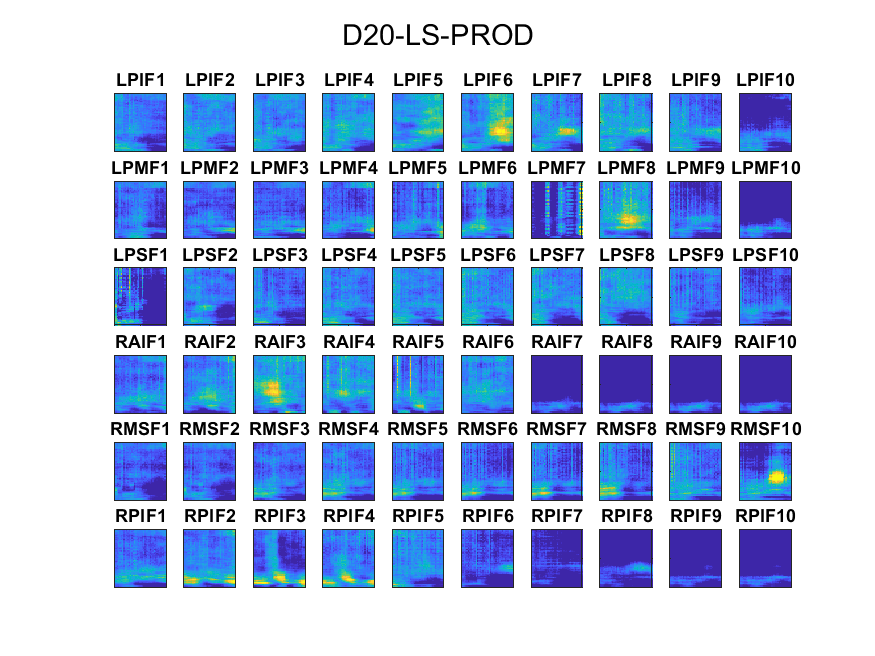 D20-LS-PROD
LPIF1 LPIF2 LPIF3 LPIF4 LPIF5 LPIF6 LPIF7 LPIF8 LPIF9 LPIF10
LPMF1 LPMF2 LPMF3 LPMF4 LPMF5 LPMF6 LPMF7 LPMF8 LPMF9 LPMF10
LPSF1 LPSF2 LPSF3 LPSF4 LPSF5 LPSF6 LPSF7 LPSF8 LPSF9 LPSF10
RAIF1 RAIF2 RAIF3 RAIF4 RAIF5 RAIF6 RAIF7 RAIF8 RAIF9 RAIF10
RMSF1 RMSF2 RMSF3 RMSF4 RMSF5 RMSF6 RMSF7 RMSF8 RMSF9 RMSF10
RPIF1 RPIF2 RPIF3 RPIF4 RPIF5 RPIF6 RPIF7 RPIF8 RPIF9 RPIF10